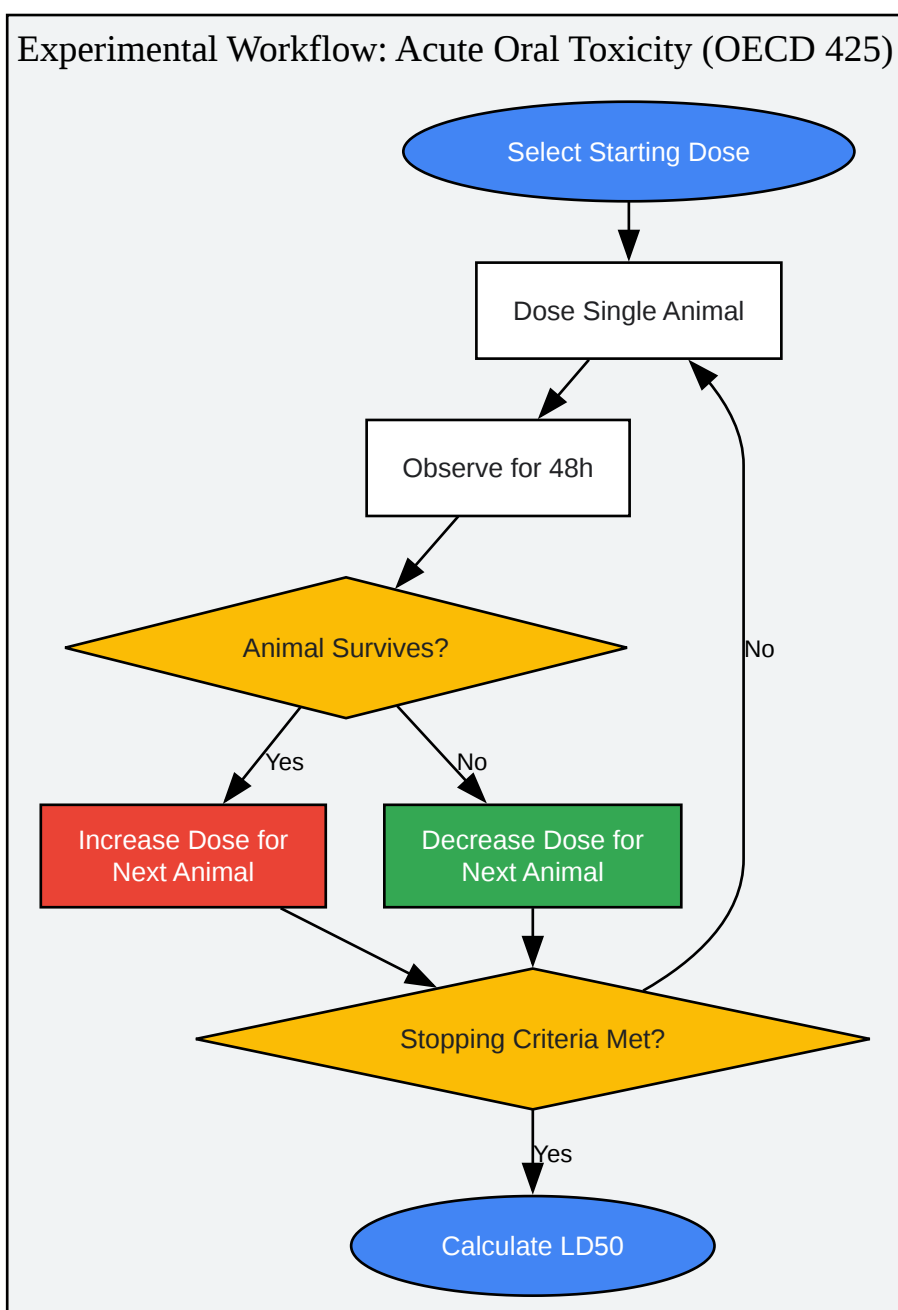 Experimental Workflow: Acute Oral Toxicity (OECD 425)
Select Starting Dose
Dose Single Animal
Observe for 48h
Animal Survives?
No
Yes
No
Increase Dose for
Next Animal
Decrease Dose for
Next Animal
Stopping Criteria Met?
Yes
Calculate LD50